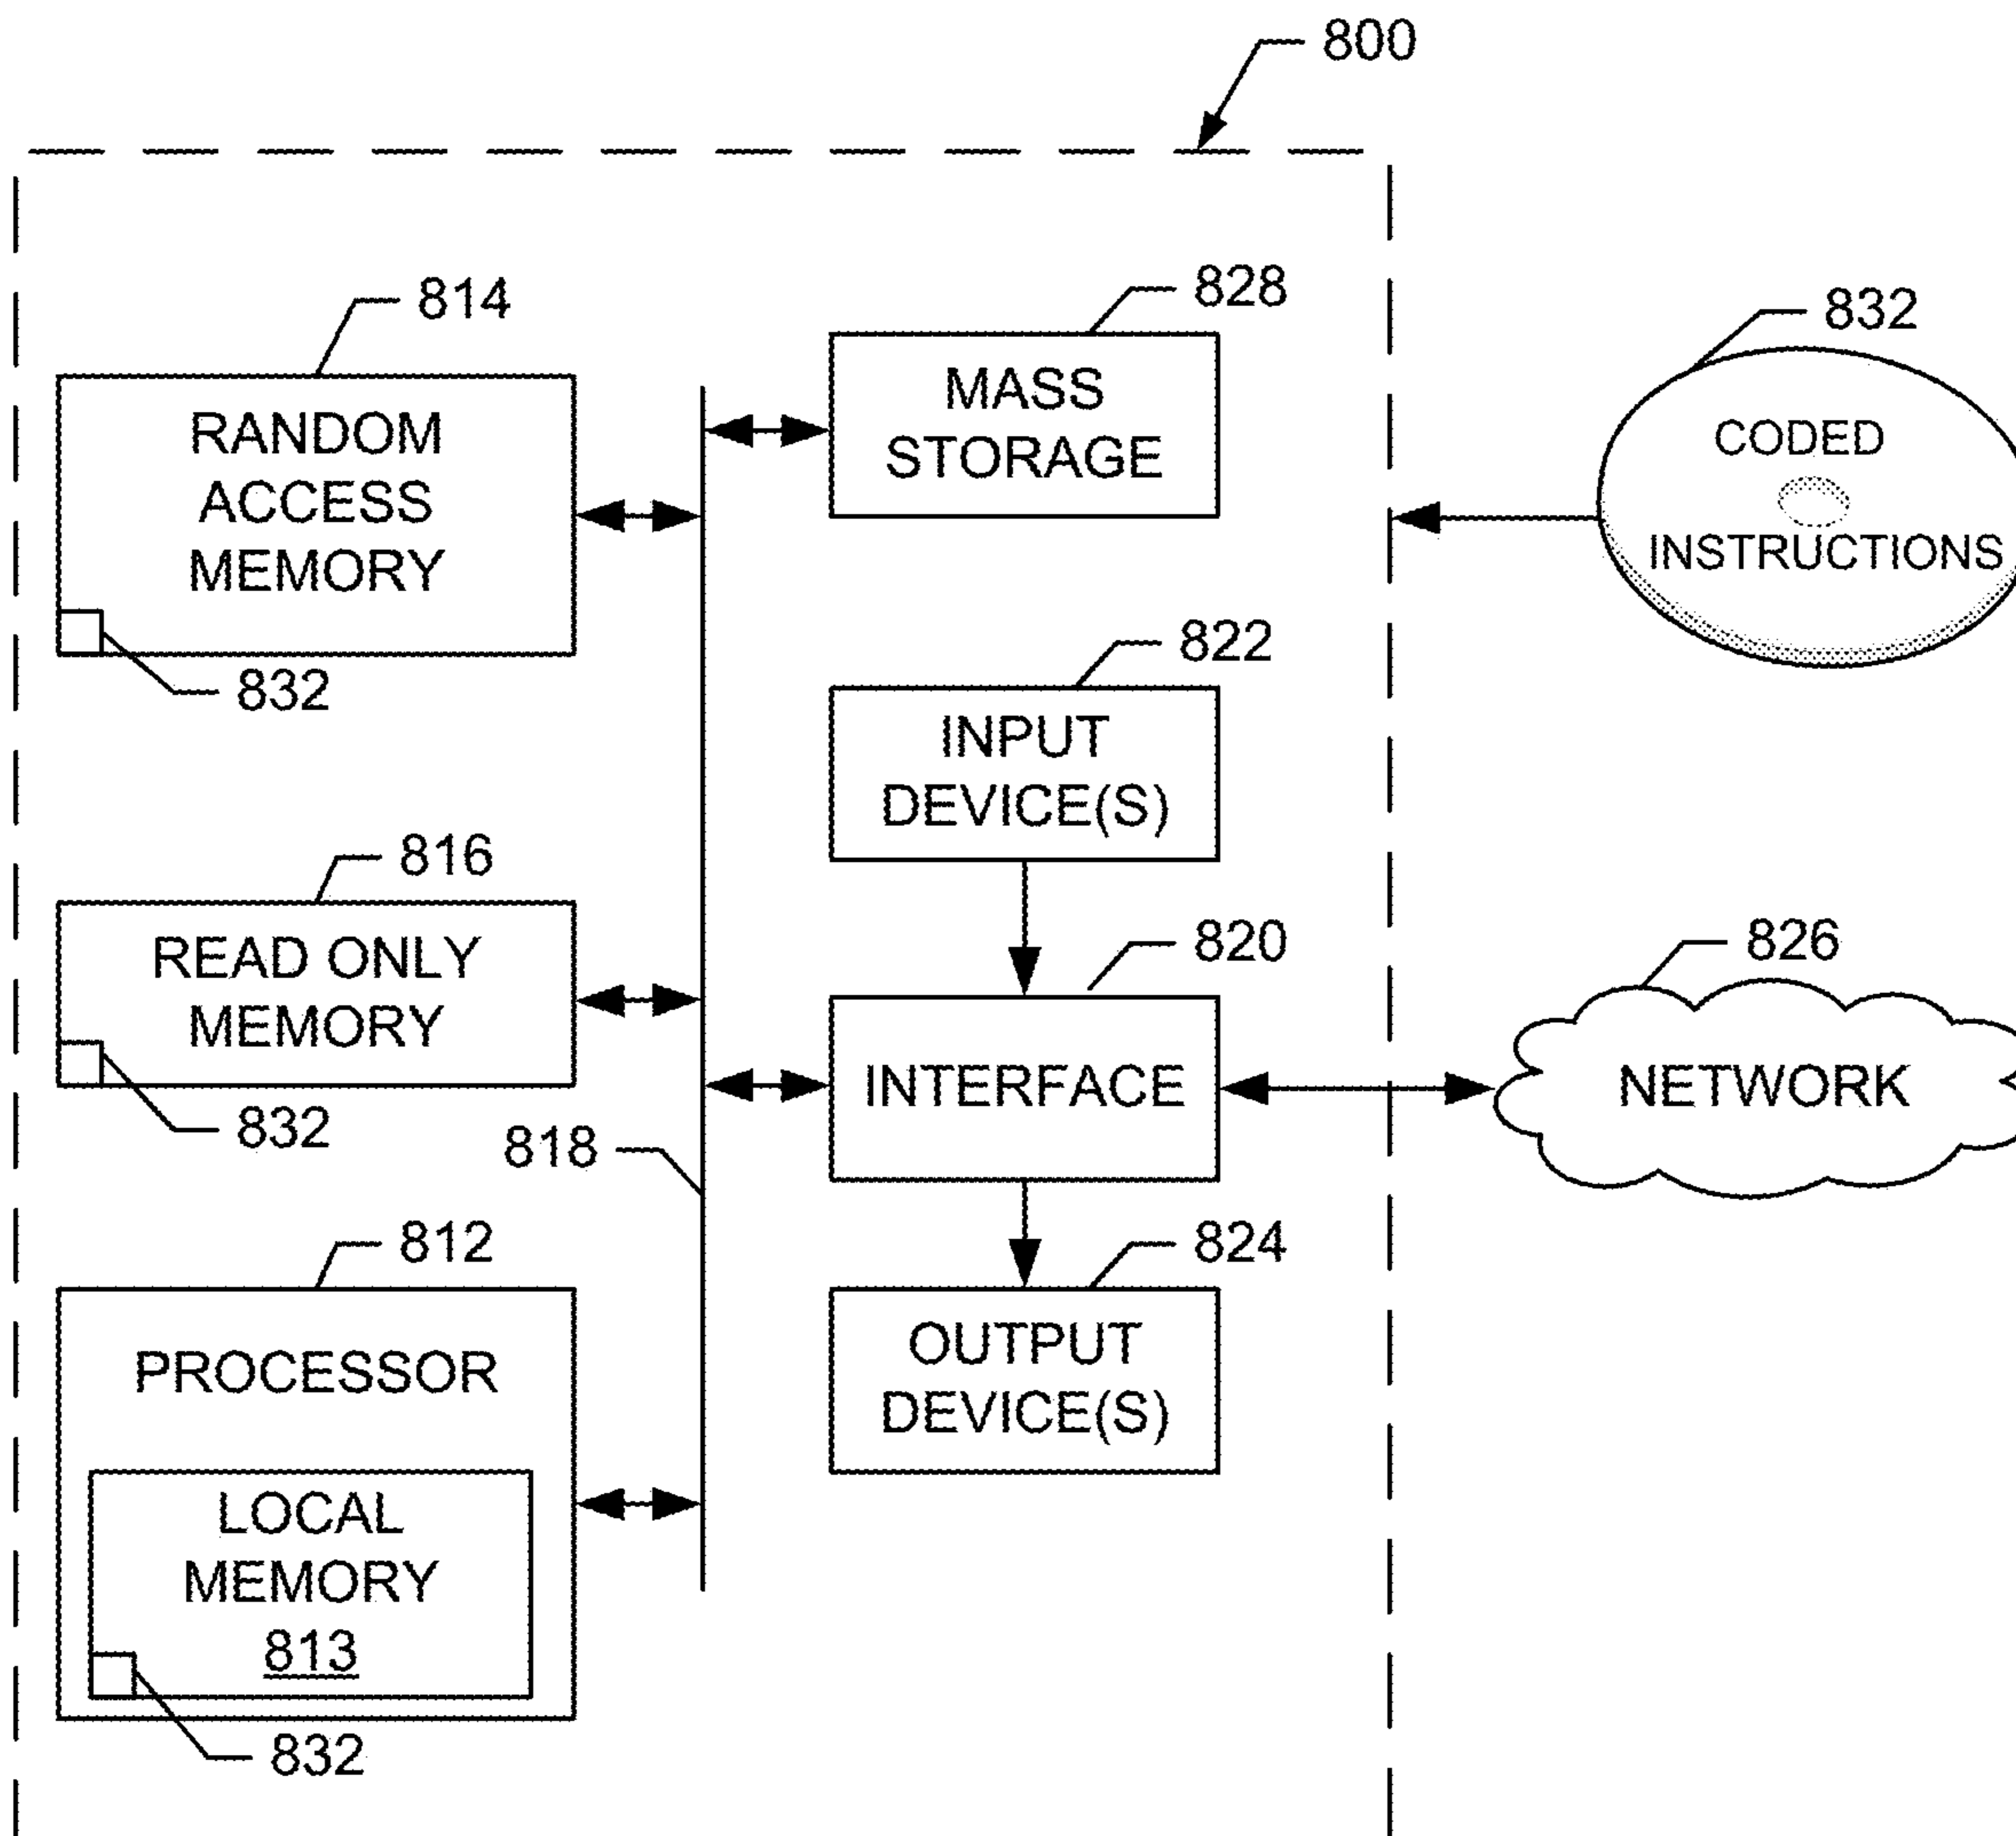 800
814
RANDOM
ACCESS
MEMORY
832
828
MASS
STORAGE
832
CODED
INSTRUCTIONS
822
INPUT
DEVICE(S)
816
READ ONLY
MEMORY
832
818
820
INTERFACE
826
NETWORK
812
PROCESSOR
LOCAL
MEMORY
813
832
824
OUTPUT
DEVICE(S)